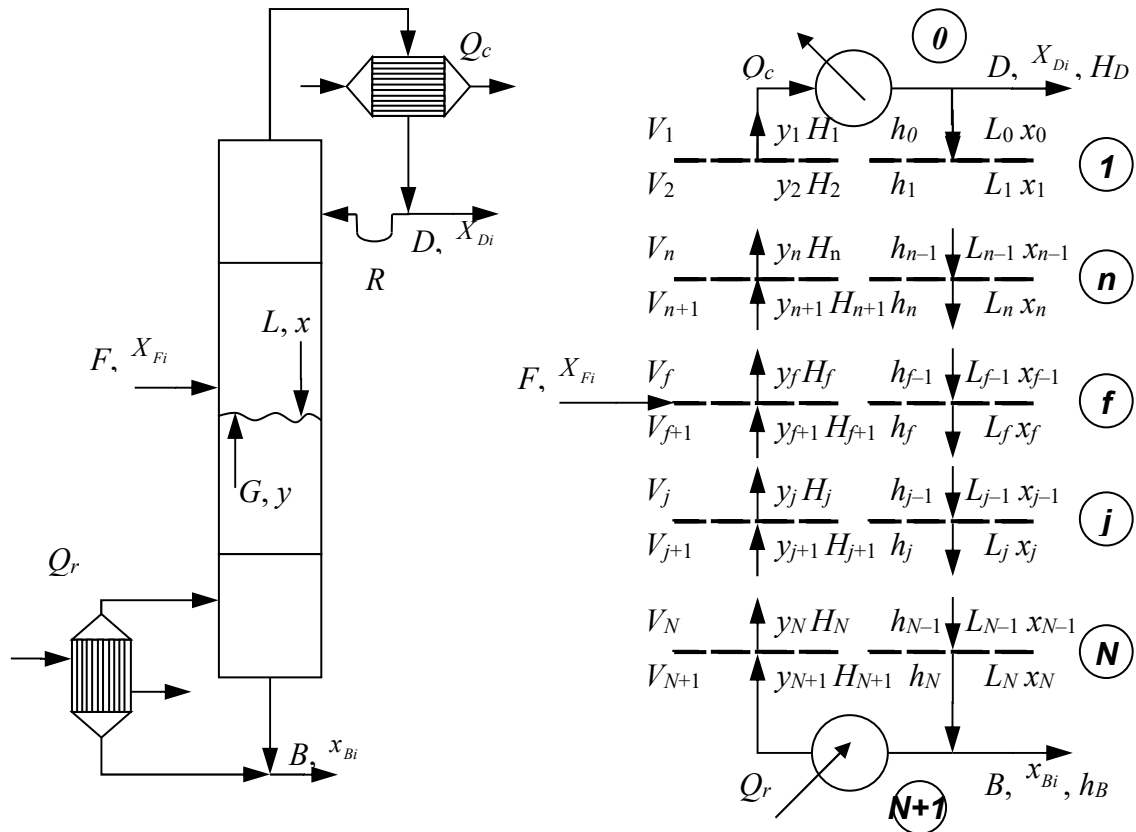 Qc
D, XDi
R
L, x
F, XFi
G, y
Qr
B, xBi
0
Qc
D, XDi, HD
V1 y1 H1 h0 L0 x0
1
V2 y2 H2 h1 L1 x1
Vn yn Hn hn–1 Ln–1 xn–1
n
Vn+1 yn+1 Hn+1 hn Ln xn
F, XFi
Vf yf Hf hf–1 Lf–1 xf–1
f
Vf+1 yf+1 Hf+1 hf Lf xf
Vj yj Hj hj–1 Lj–1 xj–1
j
Vj+1 yj+1 Hj+1 hj Lj xj
VN yN HN hN–1 LN–1 xN–1
N
VN+1 yN+1 HN+1 hN LN xN
Qr
B, xBi, hB
N+1